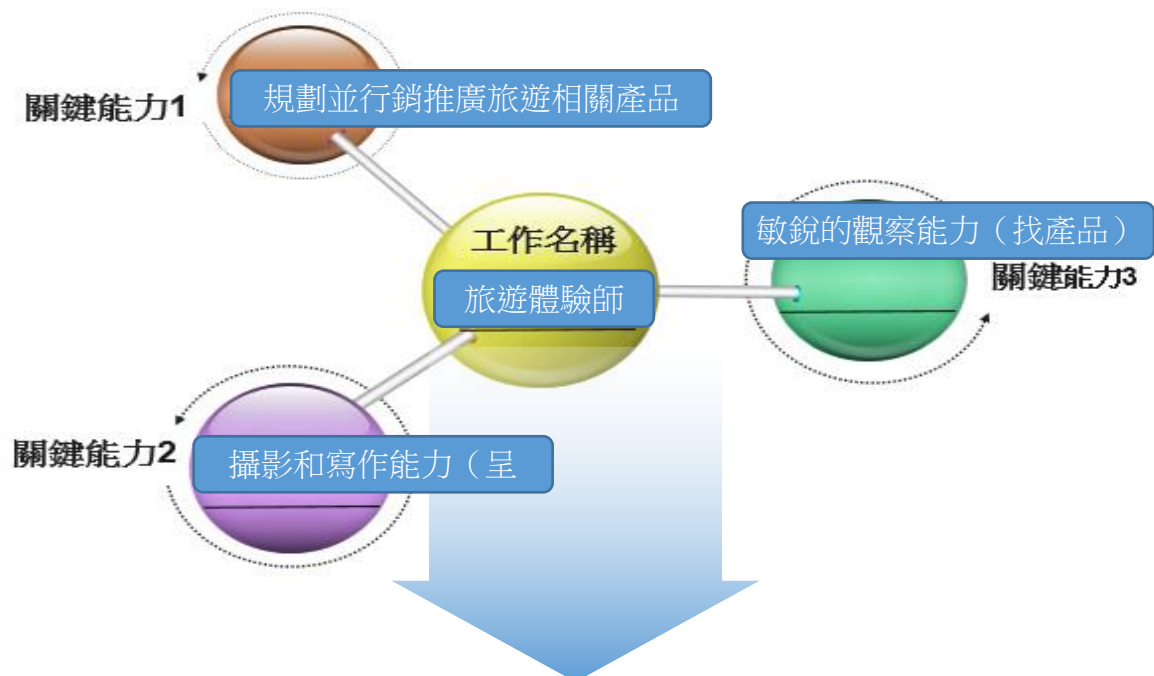 關鍵能力1
規劃並行銷推廣旅遊相關產品
工作名稱
旅遊體驗師
敏銳的觀察能力（找產品）
關鍵能力3
關鍵能力2
攝影和寫作能力（呈